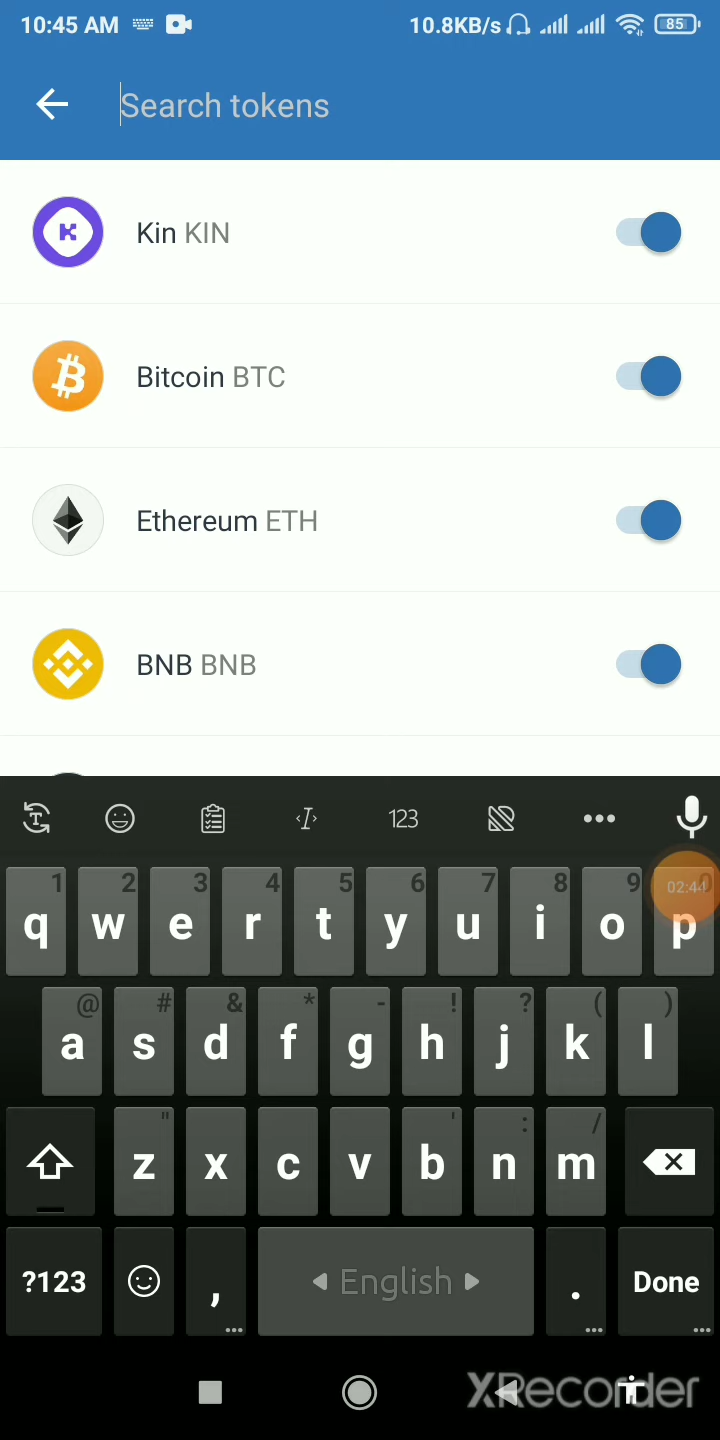 10:45 AM 10.8KB/s 85
Search tokens
Kin KIN
Bitcoin BTC
Ethereum ETH
BNB BNB
123
1 2 3 4 5 6 7 8 9 0
02:44
q w e r t y u i o p
@ # & * - ! ? ( )
a s d f g h j k l
" ' : /
z x c v b n m
?123 , English . Done
XRecorder